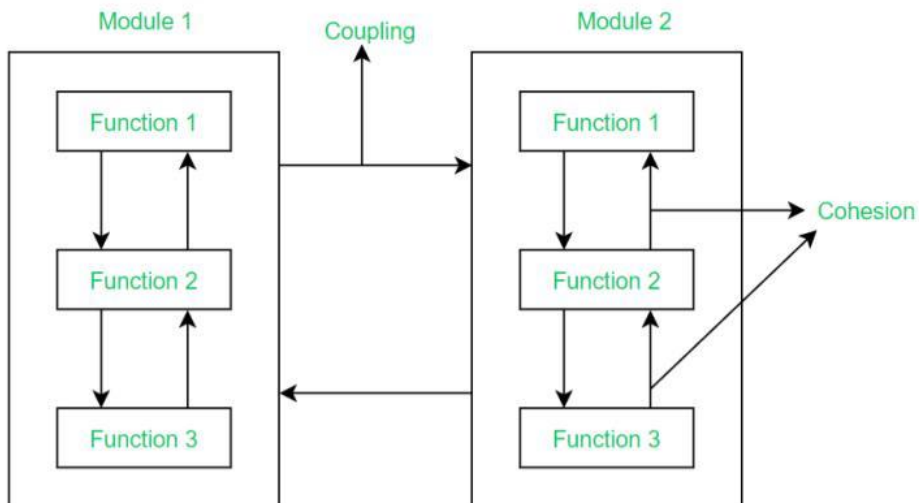 Module 1
Coupling
Module 2
Function 1
Function 2
Function 3
Function 1
Function 2
Function 3
Cohesion